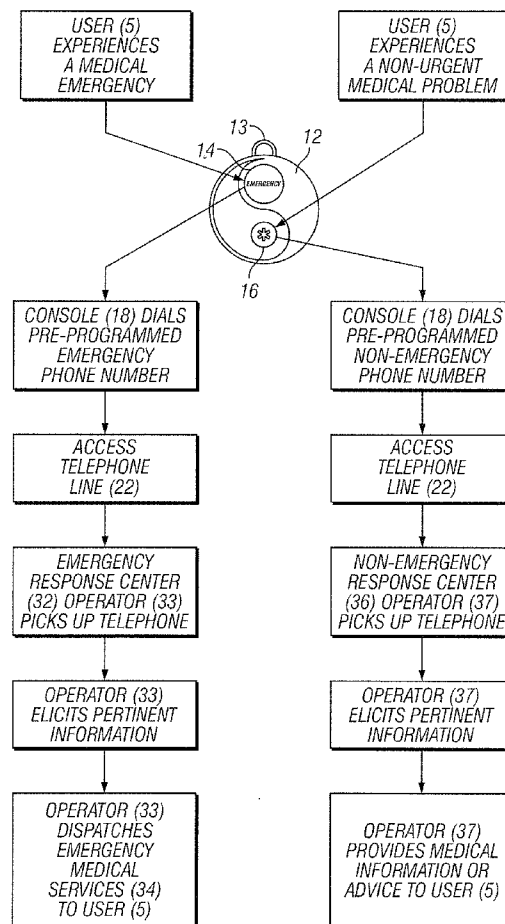 USER (5)
EXPERIENCES
A MEDICAL
EMERGENCY
USER (5)
EXPERIENCES
A NON-URGENT
MEDICAL PROBLEM
13
14
12
EMERGENCY
*
16
CONSOLE (18) DIALS
PRE-PROGRAMMED
EMERGENCY
PHONE NUMBER
CONSOLE (18) DIALS
PRE-PROGRAMMED
NON-EMERGENCY
PHONE NUMBER
ACCESS
TELEPHONE
LINE (22)
ACCESS
TELEPHONE
LINE (22)
EMERGENCY
RESPONSE CENTER
(32) OPERATOR (33)
PICKS UP TELEPHONE
NON-EMERGENCY
RESPONSE CENTER
(36) OPERATOR (37)
PICKS UP TELEPHONE
OPERATOR (33)
ELICITS PERTINENT
INFORMATION
OPERATOR (37)
ELICITS PERTINENT
INFORMATION
OPERATOR (33)
DISPATCHES
EMERGENCY
MEDICAL
SERVICES (34)
TO USER (5)
OPERATOR (37)
PROVIDES MEDICAL
INFORMATION OR
ADVICE TO USER (5)